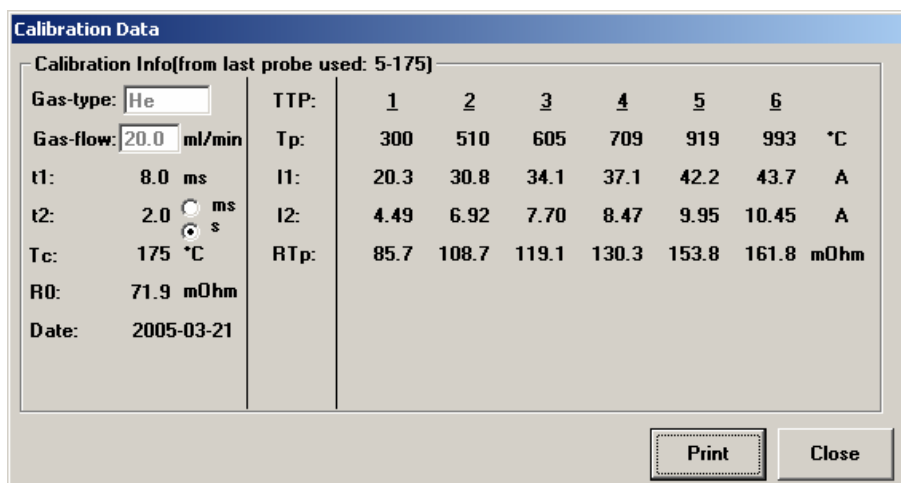 Calibration Data
Calibration Info(from last probe used: 5-175)
Gas-type: He
Gas-flow: 20.0 ml/min
t1: 8.0 ms
t2: 2.0 ms
s
Tc: 175 °C
R0: 71.9 mOhm
Date: 2005-03-21
TTP: 1 2 3 4 5 6
Tp: 300 510 605 709 919 993 °C
I1: 20.3 30.8 34.1 37.1 42.2 43.7 A
I2: 4.49 6.92 7.70 8.47 9.95 10.45 A
RTp: 85.7 108.7 119.1 130.3 153.8 161.8 mOhm
Print Close